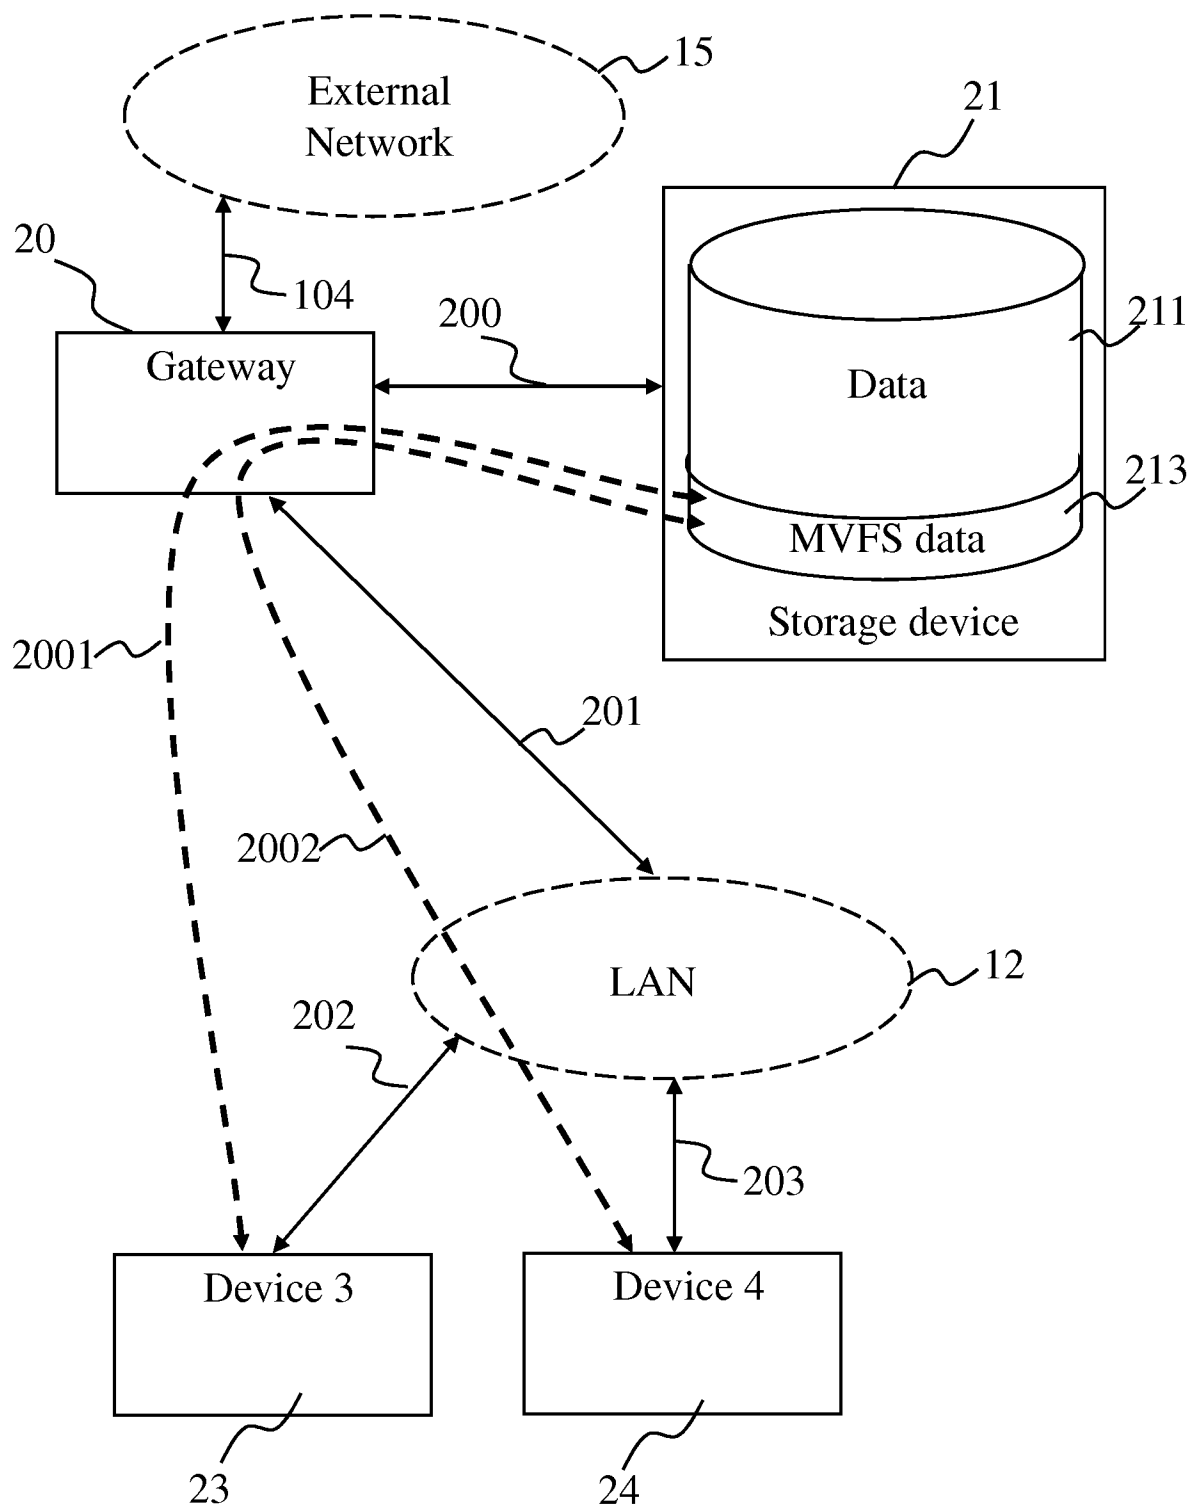 15
External
Network
21
20
104
200
211
Gateway
Data
213
MVFS data
Storage device
2001
201
2002
12
LAN
202
203
Device 3
Device 4
23
24